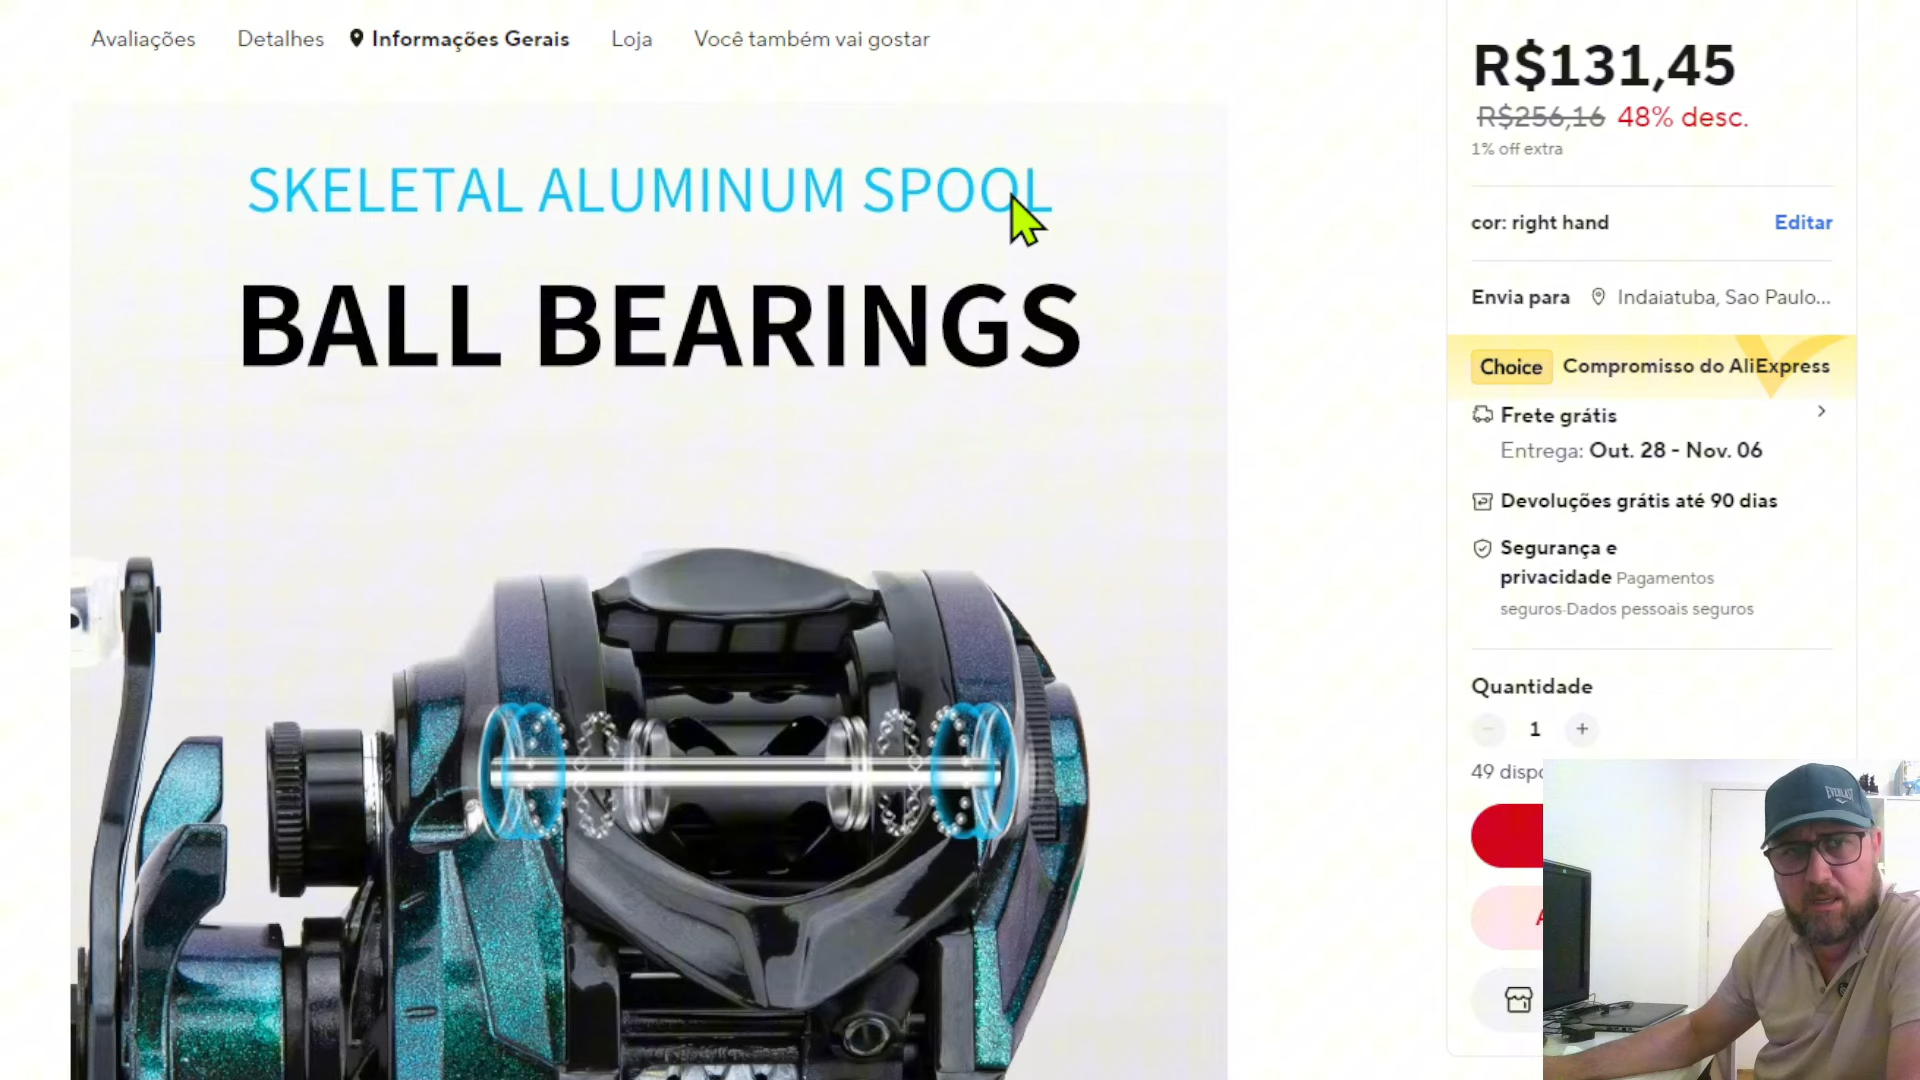 Avaliações Detalhes Informações Gerais Loja Você também vai gostar
SKELETAL ALUMINUM SPOOL
BALL BEARINGS
R$131,45
R$256,16 48% desc.
1% off extra
cor: right hand Editar
Envia para Indaiatuba, Sao Paulo...
Choice Compromisso do AliExpress
Frete grátis
Entrega: Out. 28 - Nov. 06
Devoluções grátis até 90 dias
Segurança e
privacidade Pagamentos
seguros·Dados pessoais seguros
Quantidade
- 1 +
49
EVERLAST